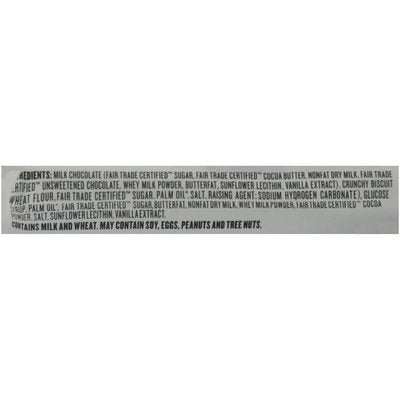 REDIENTS: MILK CHOCOLATE (FAIR TRADE CERTIFIED™ SUGAR, FAIR TRADE CERTIFIED™ COCOA BUTTER, NONFAT DRY MILK, FAIR TRADE
CERTIFIED™ UNSWEETENED CHOCOLATE, WHEY MILK POWDER, BUTTERFAT, SUNFLOWER LECITHIN, VANILLA EXTRACT). CRUNCHY BISCUIT
WHEAT FLOUR, FAIR TRADE CERTIFIED™ SUGAR, PALM OIL*, SALT, RAISING AGENT: SODIUM HYDROGEN CARBONATE), GLUCOSE
SYRUP, PALM OIL*, FAIR TRADE CERTIFIED™ SUGAR, BUTTERFAT, NONFAT DRY MILK, WHEY MILK POWDER, FAIR TRADE CERTIFIED™ COCOA
POWDER, SALT, SUNFLOWER LECITHIN, VANILLA EXTRACT.
CONTAINS MILK AND WHEAT. MAY CONTAIN SOY, EGGS, PEANUTS AND TREE NUTS.